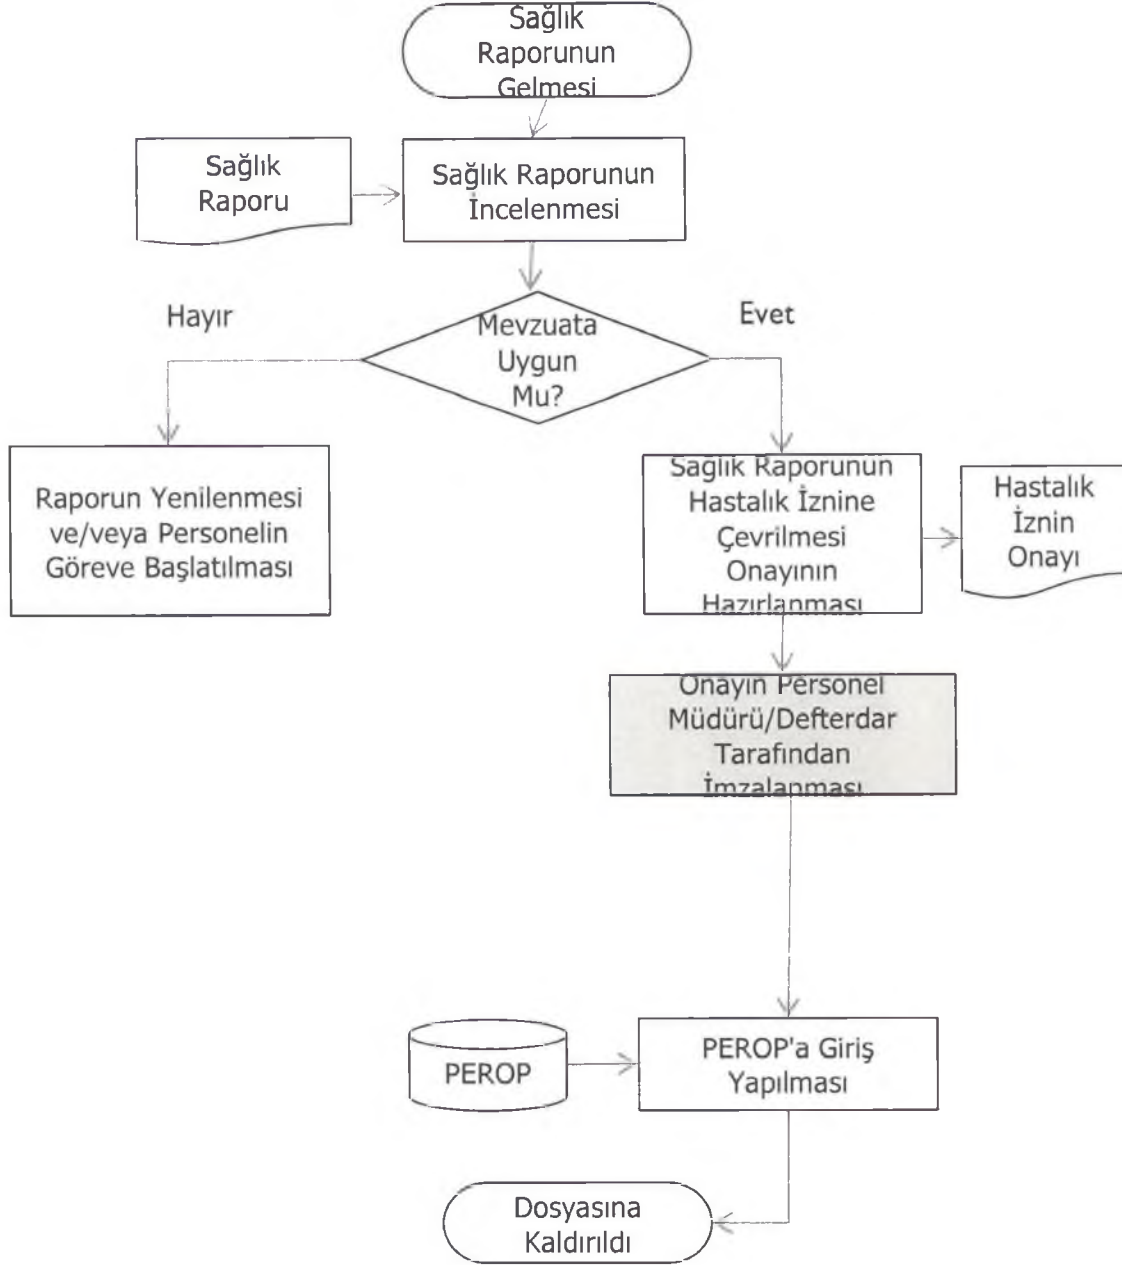 Sağlık
Raporunun
Gelmesi
Sağlık
Raporu
Sağlık Raporunun
İncelenmesi
Hayır
Evet
Mevzuata
Uygun
Mu?
Raporun Yenilenmesi
ve/veya Personelin
Göreve Başlatılması
Sağlık Raporunun
Hastalık İznine
Çevrilmesi
Onayının
Hazırlanması
Hastalık
İznin
Onayı
Onayın Personel
Müdürü/Defterdar
Tarafından
İmzalanması
PEROP
PEROP'a Giriş
Yapılması
Dosyasına
Kaldırıldı